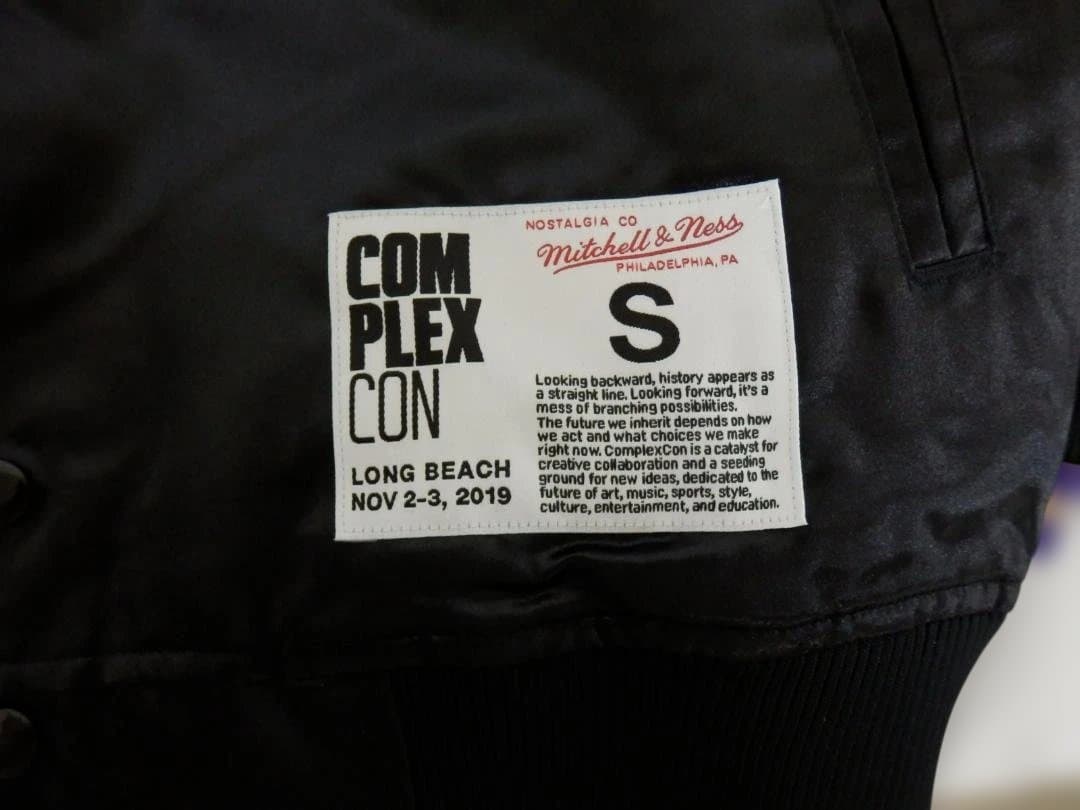 COM
PLEX
CON
LONG BEACH
NOV 2-3, 2019
NOSTALGIA CO
Mitchell & Ness
PHILADELPHIA, PA
S
Looking backward, history appears as
a straight line. Looking forward, it's a
mess of branching possibilities.
The future we inherit depends on how
we act and what choices we make
right now. ComplexCon is a catalyst for
creative collaboration and a seeding
ground for new ideas, dedicated to the
future of art, music, sports, style,
culture, entertainment, and education.